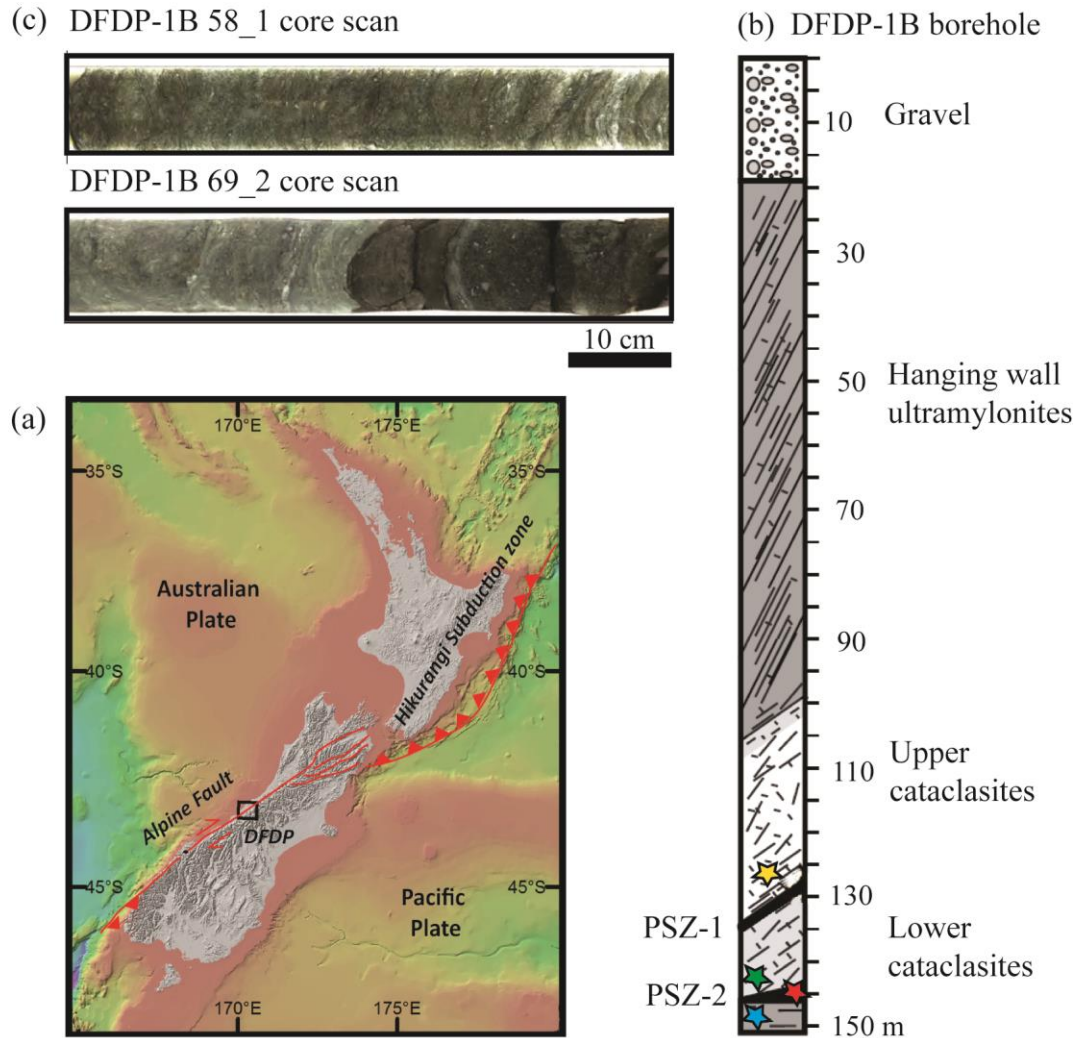 (c) DFDP-1B 58_1 core scan
DFDP-1B 69_2 core scan
10 cm
(a)
170°E
175°E
35°S
35°S
Australian
Plate
Hikurangi Subduction zone
40°S
40°S
Alpine Fault
DFDP
45°S
45°S
Pacific
Plate
170°E
175°E
(b) DFDP-1B borehole
10
Gravel
30
50
Hanging wall
ultramylonites
70
90
110
Upper
cataclasites
130
PSZ-1
Lower
cataclasites
PSZ-2
150 m